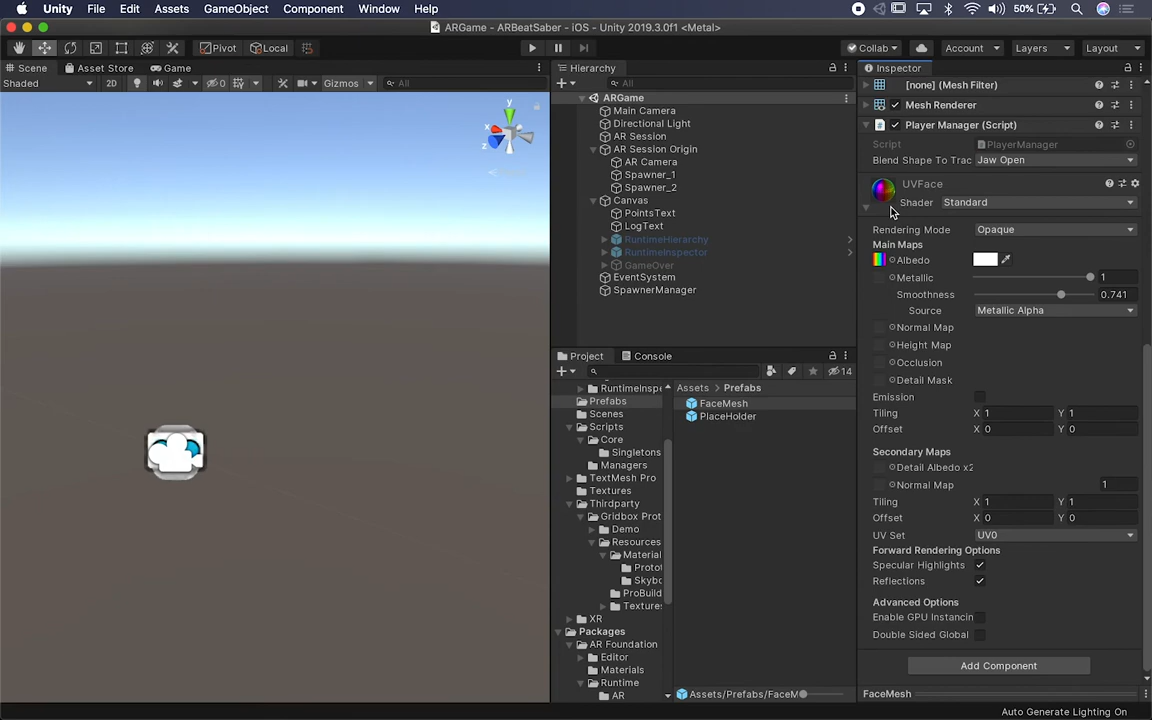 Unity File Edit Assets GameObject Component Window Help 50%
ARGame - ARBeatSaber - iOS - Unity 2019.3.0f1 <Metal>
Pivot Local Collab Account Layers Layout
Scene Asset Store Game
Shaded 2D 0 Gizmos All
y
x
z
Hierarchy
All
ARGame
Main Camera
Directional Light
AR Session
AR Session Origin
AR Camera
Spawner_1
Spawner_2
Canvas
PointsText
LogText
RuntimeHierarchy
RuntimeInspector
GameOver
EventSystem
SpawnerManager
Project Console
14
RuntimeInspe
Prefabs
Scenes
Scripts
Core
Singletons
Managers
TextMesh Pro
Textures
Thirdparty
Gridbox Prot
Demo
Resources
Material
Protot
Skybc
ProBuild
Textures
XR
Packages
AR Foundation
Editor
Materials
Runtime
AR
Assets > Prefabs
FaceMesh
PlaceHolder
Assets/Prefabs/FaceM
Inspector
[none] (Mesh Filter)
Mesh Renderer
Player Manager (Script)
Script PlayerManager
Blend Shape To Trac Jaw Open
UVFace
Shader Standard
Rendering Mode Opaque
Main Maps
Albedo
Metallic 1
Smoothness 0.741
Source Metallic Alpha
Normal Map
Height Map
Occlusion
Detail Mask
Emission
Tiling X 1 Y 1
Offset X 0 Y 0
Secondary Maps
Detail Albedo x2
Normal Map 1
Tiling X 1 Y 1
Offset X 0 Y 0
UV Set UV0
Forward Rendering Options
Specular Highlights
Reflections
Advanced Options
Enable GPU Instancin
Double Sided Global
Add Component
FaceMesh
Auto Generate Lighting On